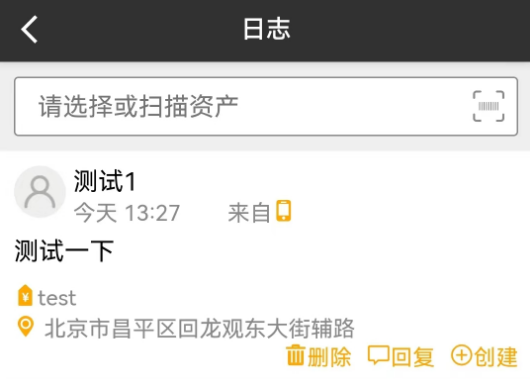 日志
请选择或扫描资产
测试1
今天 13:27 来自
测试一下
test
北京市昌平区回龙观东大街辅路
删除 回复 创建